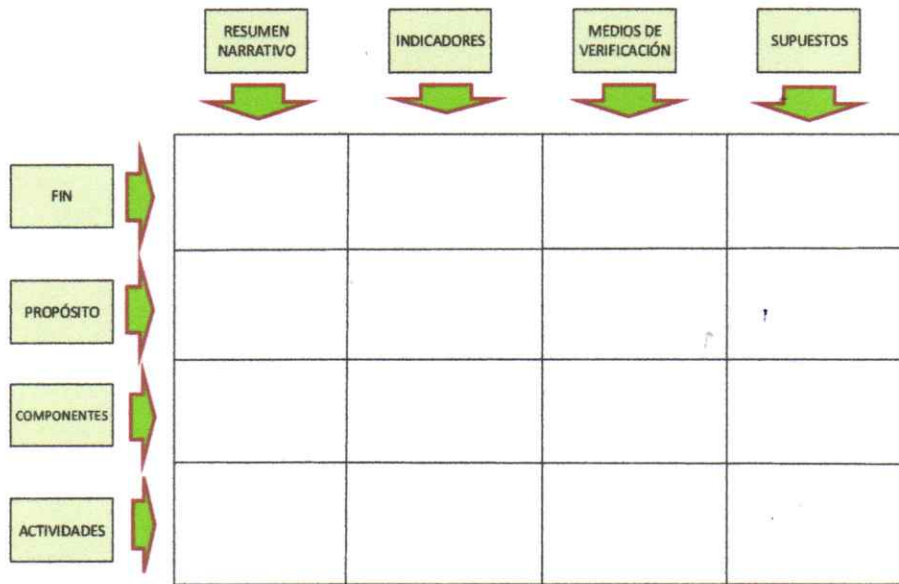 RESUMEN
NARRATIVO
INDICADORES
MEDIOS DE
VERIFICACIÓN
SUPUESTOS
FIN
PROPÓSITO
COMPONENTES
ACTIVIDADES